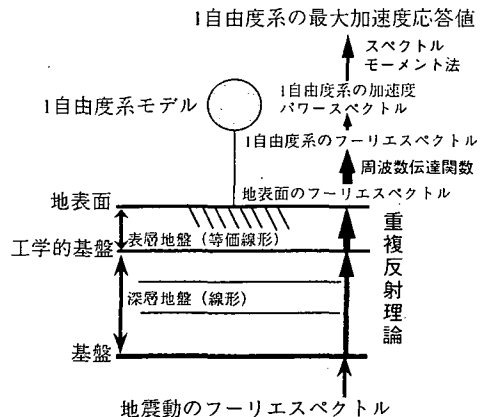 1自由度系の最大加速度応答値
スペクトル
モーメント法
1自由度系の加速度
パワースペクトル
1自由度系モデル
1自由度系のフーリエスペクトル
周波数伝達関数
地表面のフーリエスペクトル
地表面
表層地盤（等価線形）
工学的基盤
重複反射理論
深層地盤（線形）
基盤
地震動のフーリエスペクトル